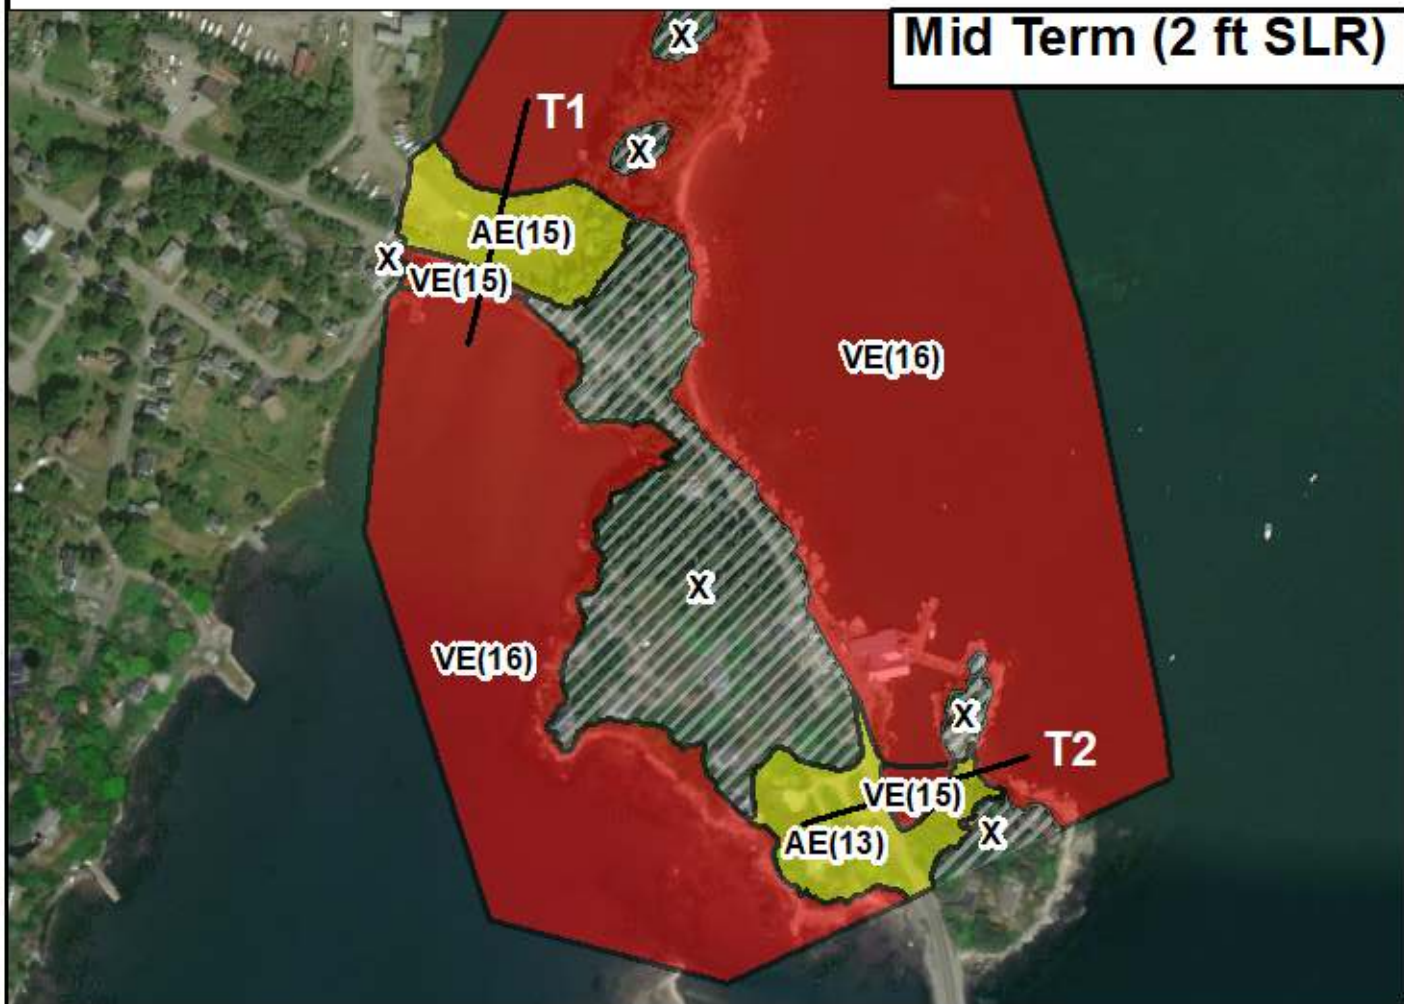 Mid Term (2 ft SLR)
X
T1
X
AE(15)
X
VE(15)
VE(16)
X
VE(16)
X
T2
VE(15)
X
AE(13)